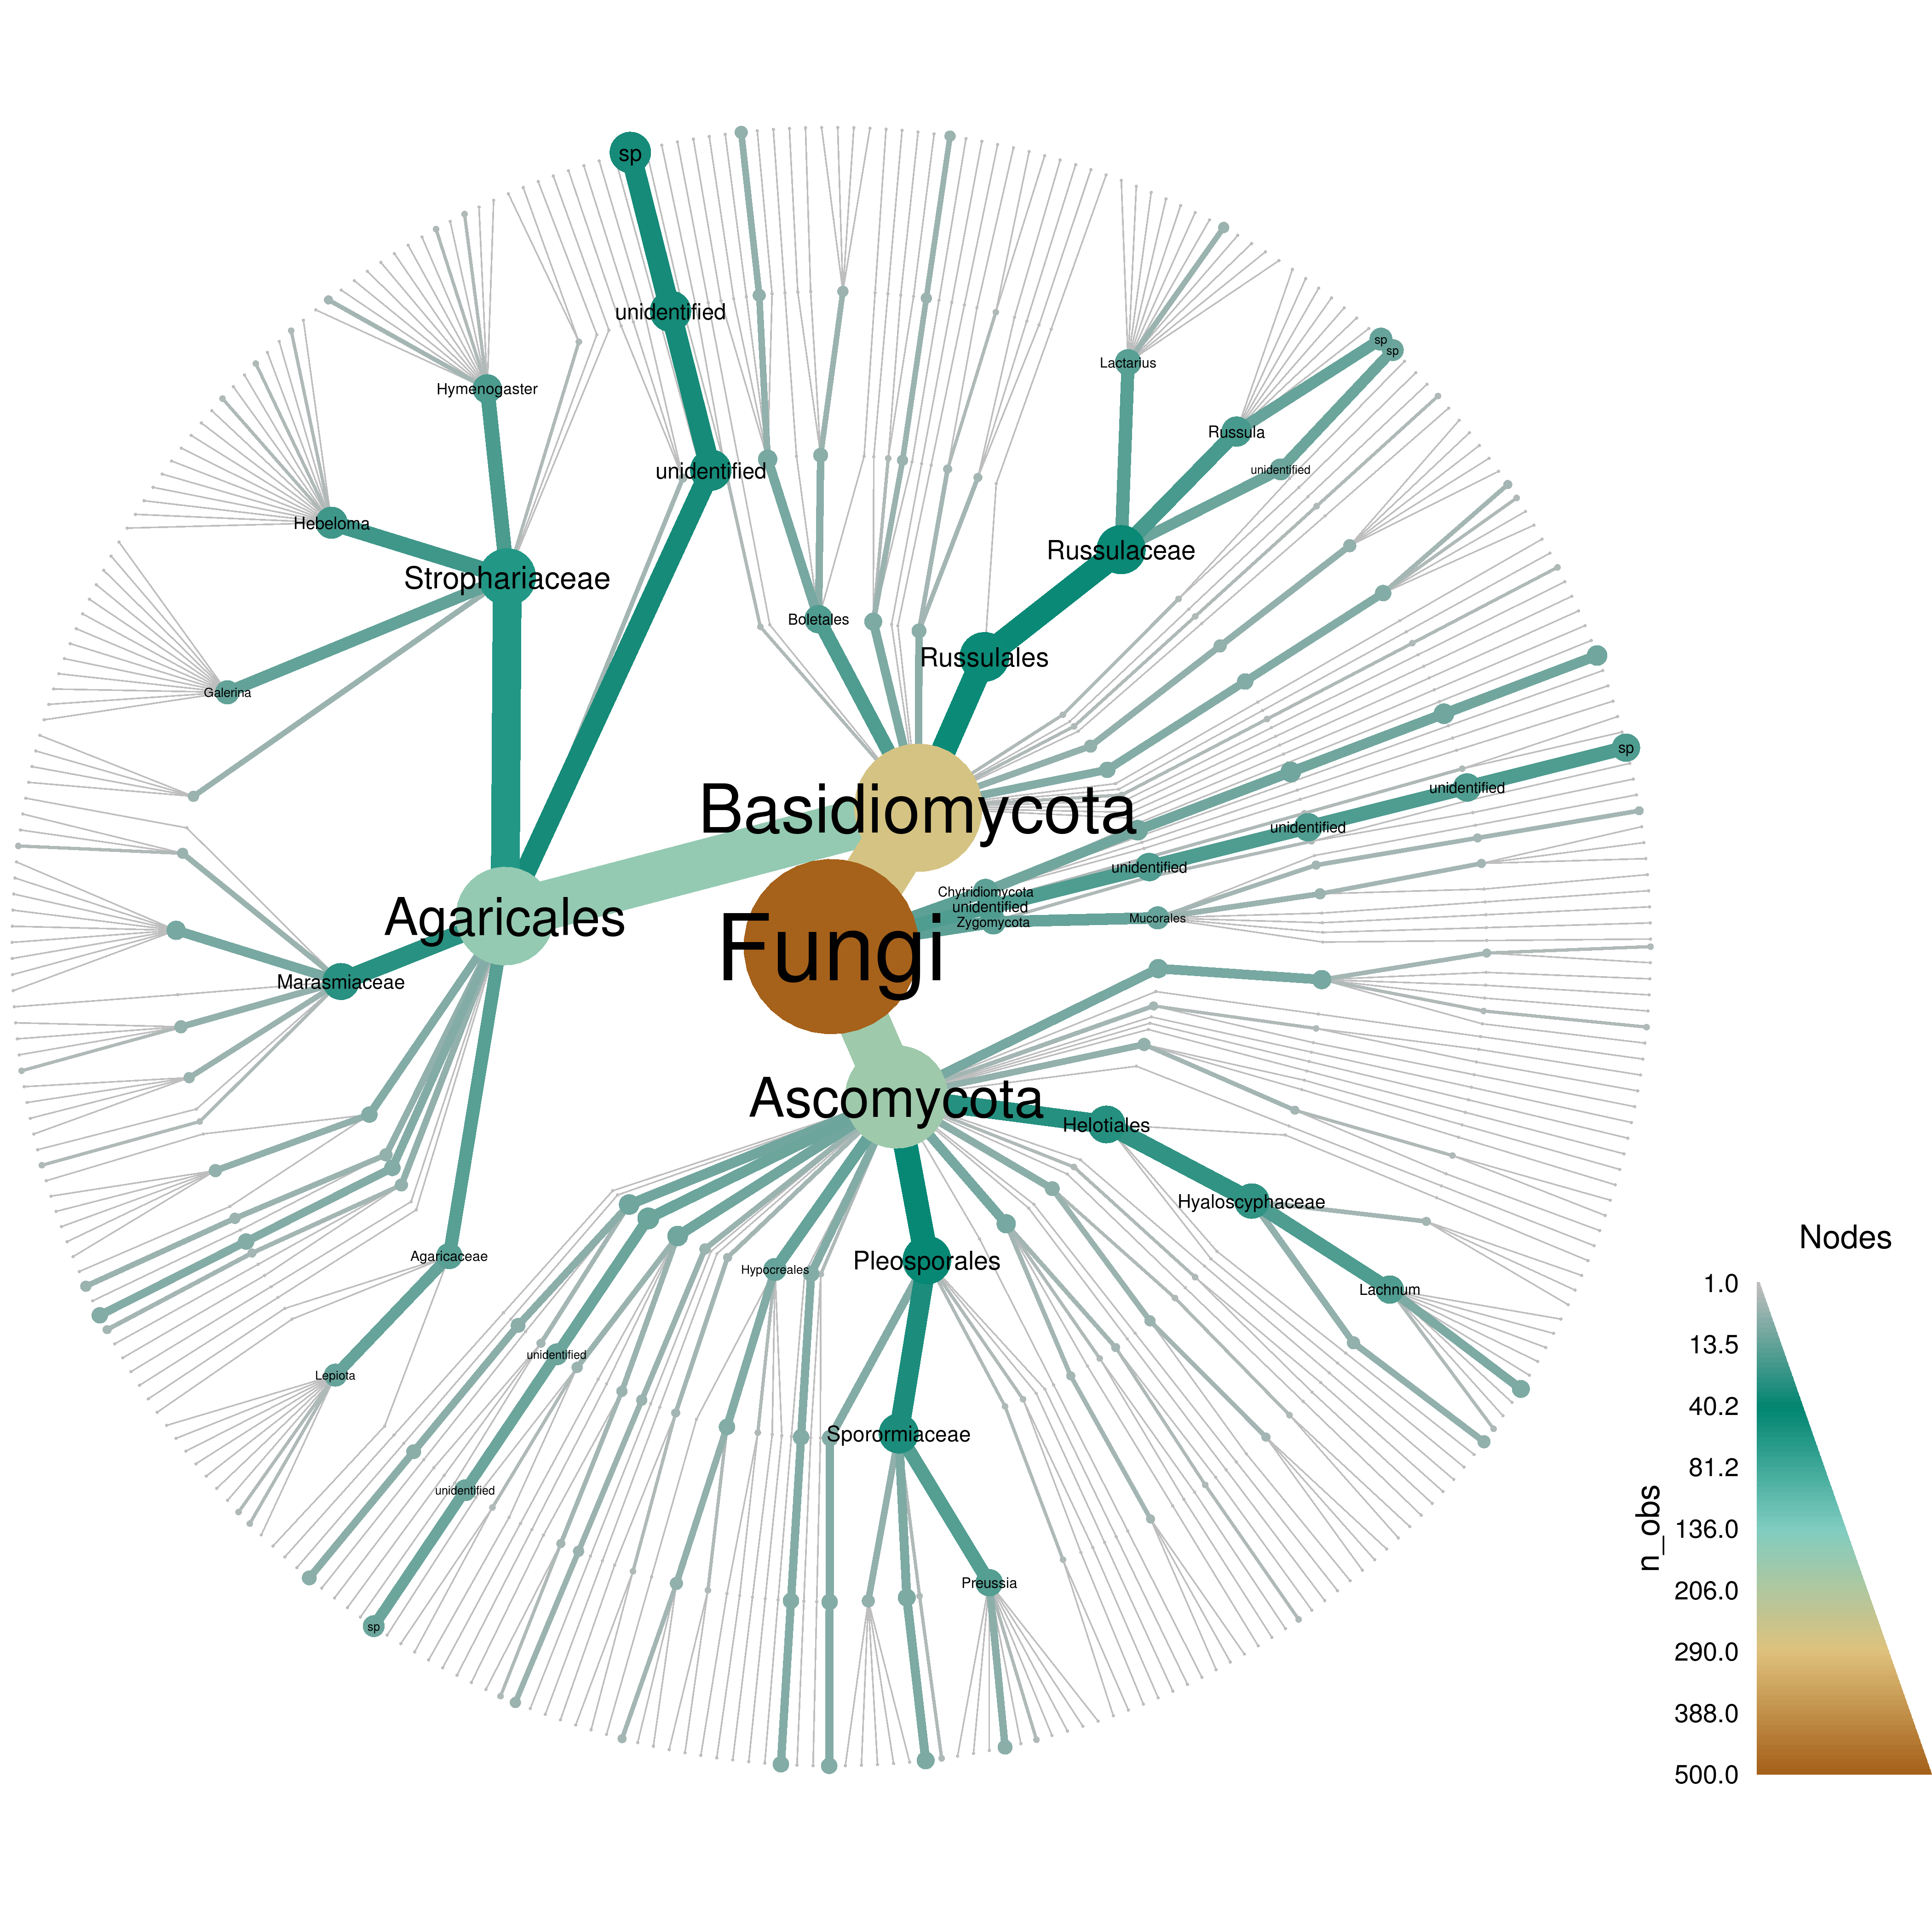 sp
unidentified
Hymenogaster
Lactarius
sp
sp
Russula
unidentified
unidentified
Hebeloma
Strophariaceae
Russulaceae
Boletales
Russulales
Galerina
sp
unidentified
Basidiomycota
unidentified
unidentified
Chytridiomycota
unidentified
Zygomycota
Mucorales
Agaricales
Fungi
Marasmiaceae
Ascomycota
Helotiales
Hyaloscyphaceae
Agaricaceae
Hypocreales
Pleosporales
Lachnum
unidentified
Lepiota
Sporormiaceae
unidentified
Preussia
sp
Nodes
1.0
13.5
40.2
81.2
136.0
206.0
290.0
388.0
500.0
n_obs